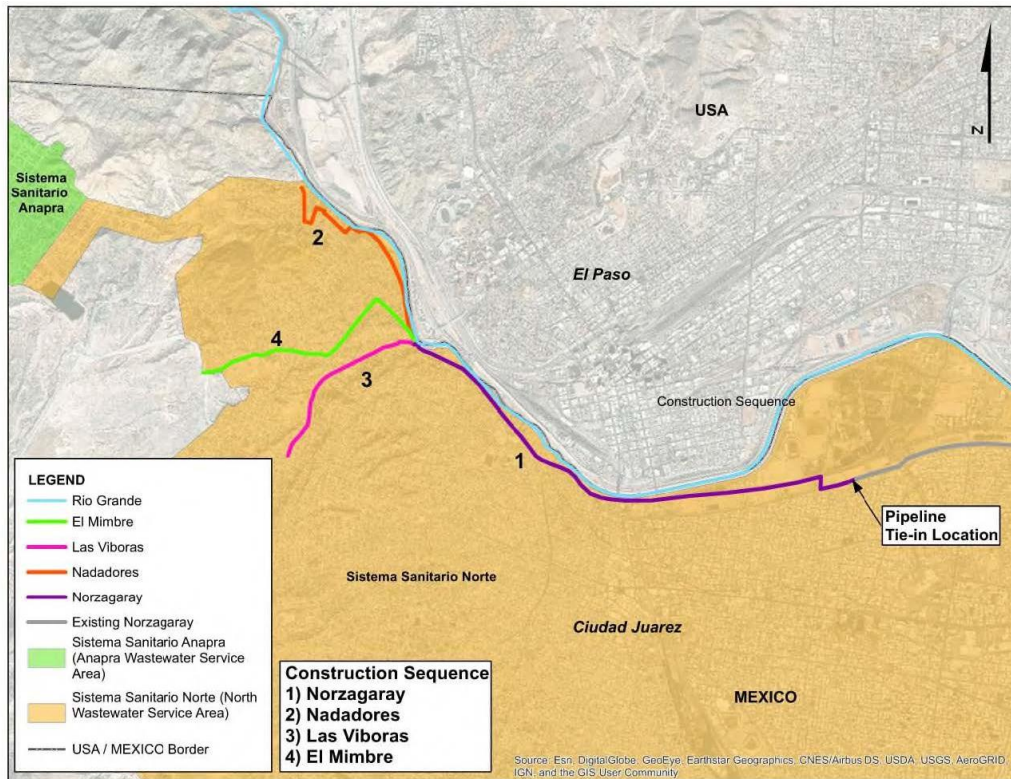 USA
N
Sistema
Sanitario
Anapra
2
El Paso
4
3
Construction Sequence
1
Pipeline
Tie-in Location
Sistema Sanitario Norte
Ciudad Juarez
MEXICO
LEGEND
Rio Grande
El Mimbre
Las Viboras
Nadadores
Norzagaray
Existing Norzagaray
Sistema Sanitario Anapra
(Anapra Wastewater Service
Area)
Sistema Sanitario Norte (North
Wastewater Service Area)
USA / MEXICO Border
Construction Sequence
1) Norzagaray
2) Nadadores
3) Las Viboras
4) El Mimbre
Source: Esri, DigitalGlobe, GeoEye, Earthstar Geographics, CNES/Airbus DS, USDA, USGS, AeroGRID,
IGN, and the GIS User Community